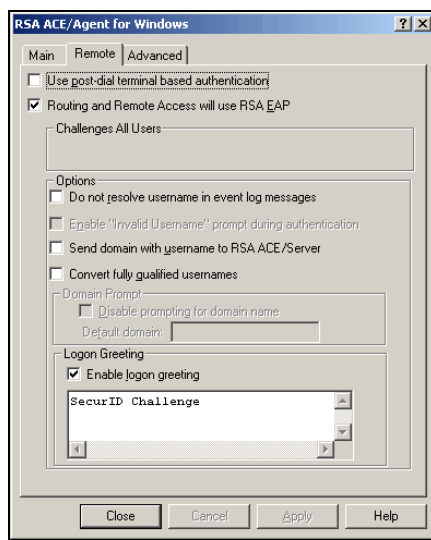 RSA ACE/Agent for Windows
Main Remote Advanced
Use post-dial terminal based authentication
Routing and Remote Access will use RSA EAP
Challenges All Users
Options
Do not resolve username in event log messages
Enable "Invalid Username" prompt during authentication
Send domain with username to RSA ACE/Server
Convert fully qualified usernames
Domain Prompt
Disable prompting for domain name
Default domain:
Logon Greeting
Enable logon greeting
SecurID Challenge
Close Cancel Apply Help